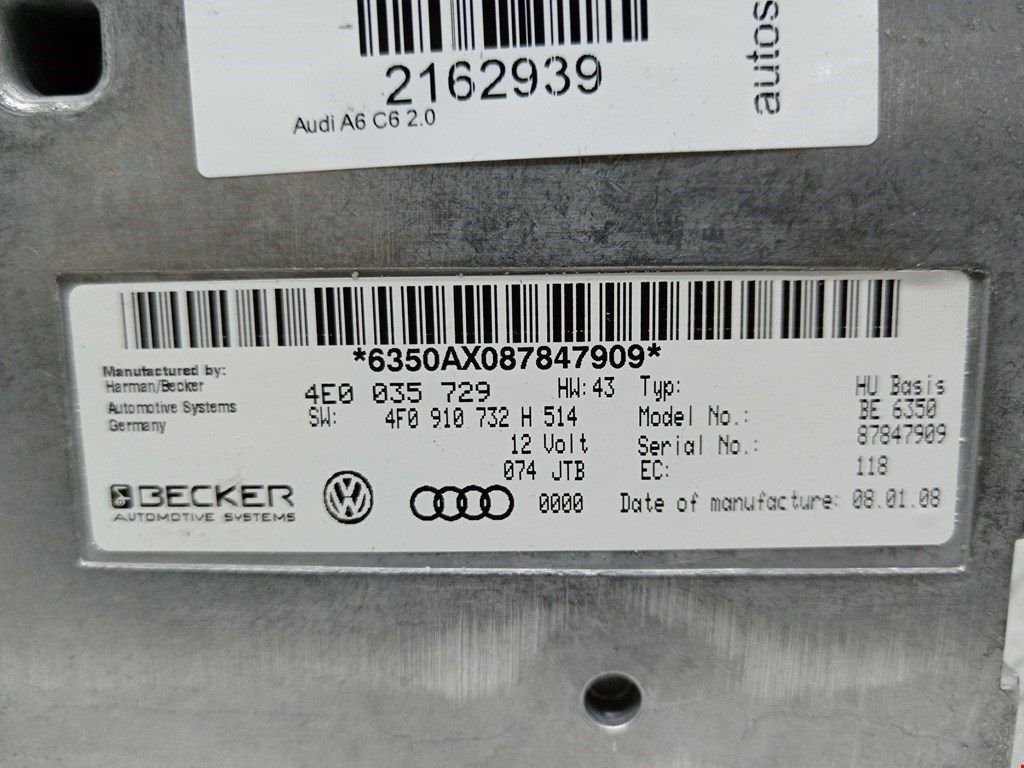 2162939
autos
Audi A6 C6 2.0
*6350AX087847909*
Manufactured by:
Harman/Becker
Automotive Systems
Germany
4E0 035 729 HW: 43
SW: 4F0 910 732 H 514
12 Volt
074 JTB
0000
Typ: HU Basis
Model No.: BE 6350
Serial No.: 87847909
EC: 118
Date of manufacture: 08.01.08
BECKER
AUTOMOTIVE SYSTEMS
VW